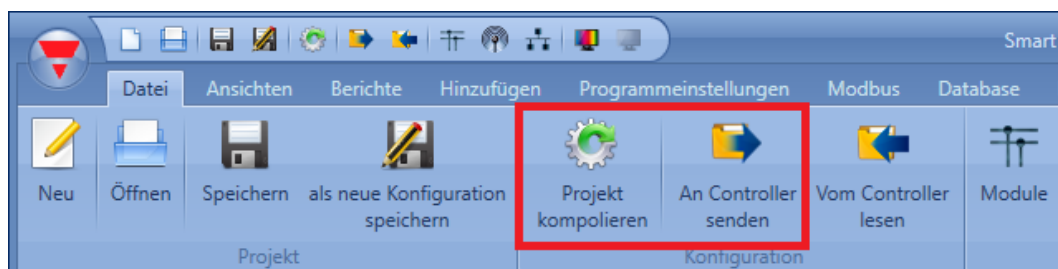 Smart
Datei Ansichten Berichte Hinzufügen Programmeinstellungen Modbus Database
Neu Öffnen Speichern als neue Konfiguration speichern Projekt kompolieren An Controller senden Vom Controller lesen Module
Projekt Konfiguration